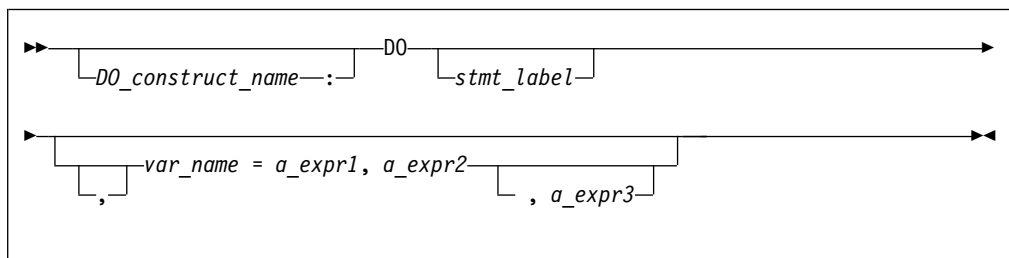 DO
DO_construct_name : stmt_label
var_name = a_expr1, a_expr2
, , a_expr3